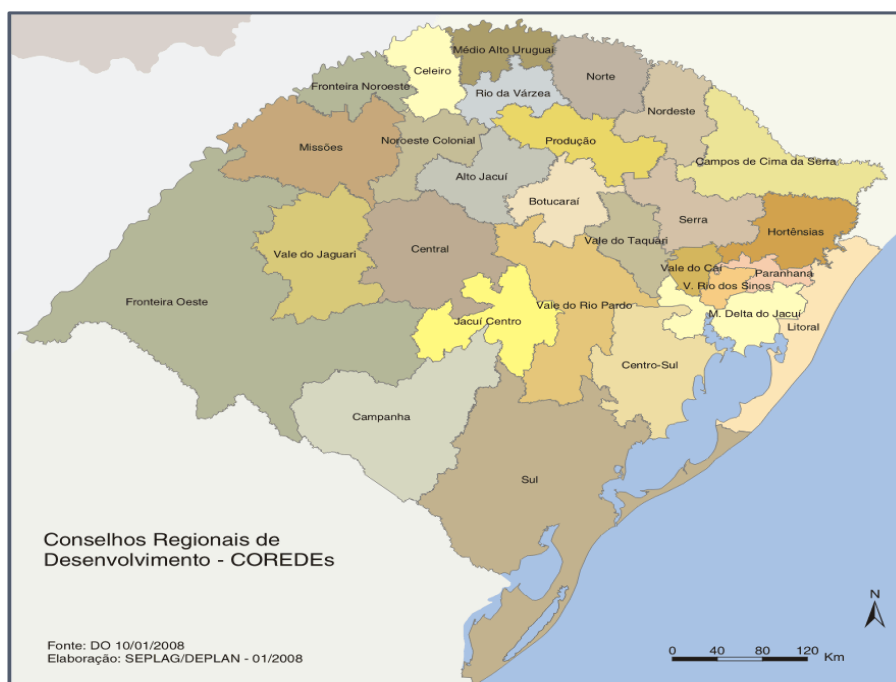 Médio Alto Uruguai
Celeiro
Norte
Fronteira Noroeste
Rio da Várzea
Nordeste
Missões
Noroeste Colonial
Produção
Campos de Cima da Serra
Alto Jacuí
Botucaraí
Serra
Hortênsias
Vale do Taquari
Vale do Jaguari
Central
Vale do Caí
Paranhana
V. Rio dos Sinos
Fronteira Oeste
Vale do Rio Pardo
M. Delta do Jacuí
Jacuí Centro
Litoral
Centro-Sul
Campanha
Sul
Conselhos Regionais de
Desenvolvimento - COREDEs
N
Fonte: DO 10/01/2008
Elaboração: SEPLAG/DEPLAN - 01/2008
0 40 80 120
Km